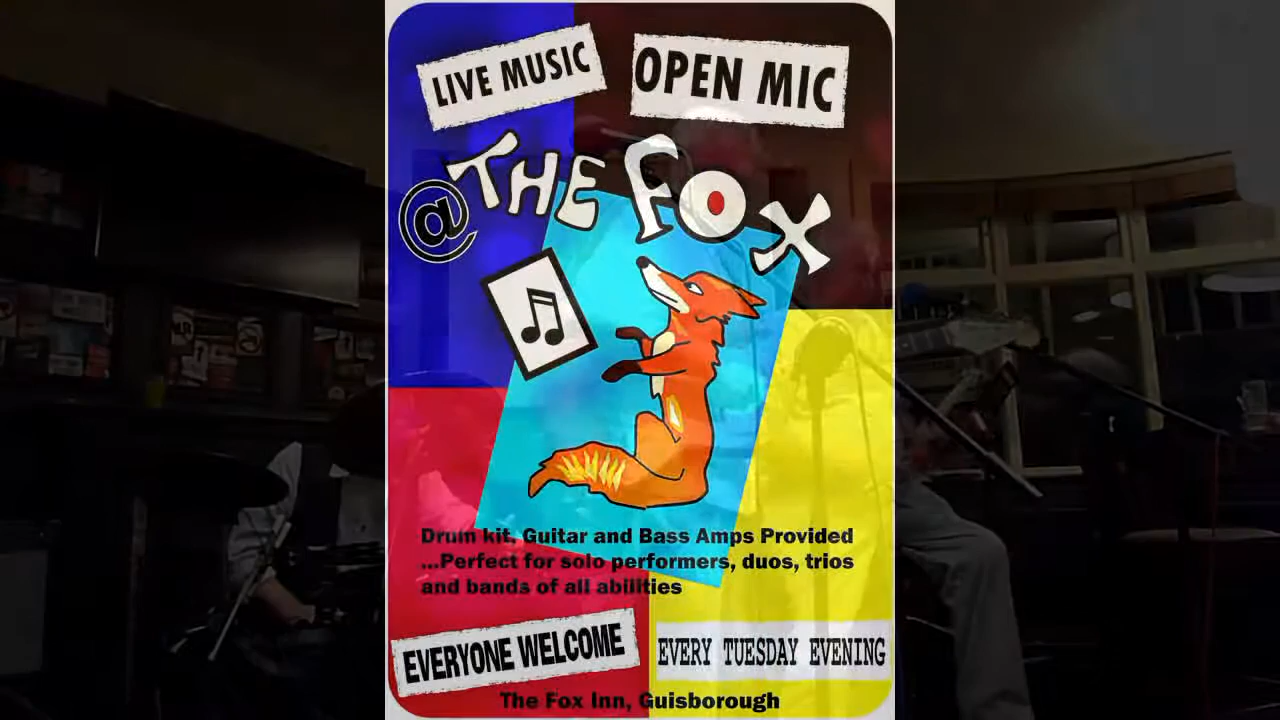 LIVE MUSIC
OPEN MIC
@ THE FOX
Drum kit, Guitar and Bass Amps Provided
...Perfect for solo performers, duos, trios
and bands of all abilities
EVERYONE WELCOME
EVERY TUESDAY EVENING
The Fox Inn, Guisborough